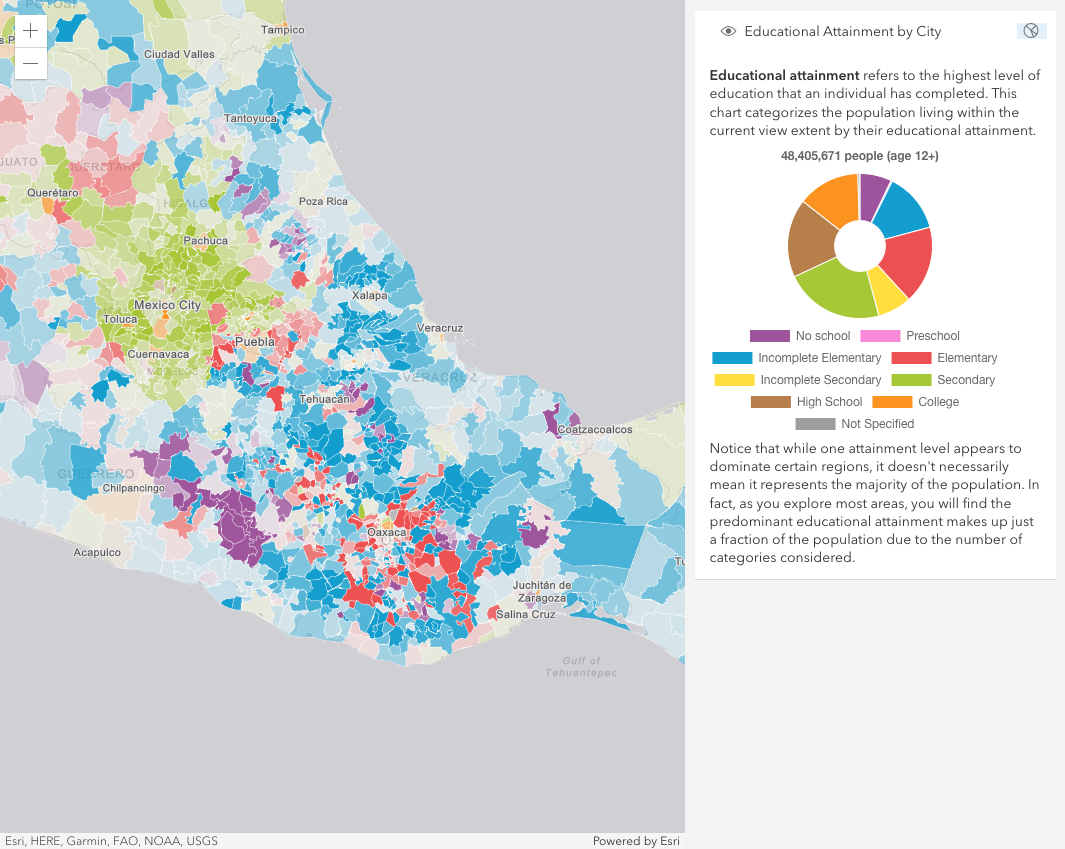 POTOSÍ
Tampico
Ciudad Valles
Tantoyuca
QUERÉTARO
Querétaro
HIDALGO
Poza Rica
Pachuca
Mexico City
Xalapa
Toluca
Veracruz
Puebla
Cuernavaca
MORELOS
VERACRUZ
Tehuacán
Coatzacoalcos
GUERRERO
Chilpancingo
Oaxaca
Acapulco
Juchitán de
Zaragoza
Salina Cruz
Gulf of
Tehuantepec
Esri, HERE, Garmin, FAO, NOAA, USGS
Powered by Esri
Educational Attainment by City
Educational attainment refers to the highest level of
education that an individual has completed. This
chart categorizes the population living within the
current view extent by their educational attainment.
48,405,671 people (age 12+)
No school Preschool
Incomplete Elementary Elementary
Incomplete Secondary Secondary
High School College
Not Specified
Notice that while one attainment level appears to
dominate certain regions, it doesn't necessarily
mean it represents the majority of the population. In
fact, as you explore most areas, you will find the
predominant educational attainment makes up just
a fraction of the population due to the number of
categories considered.